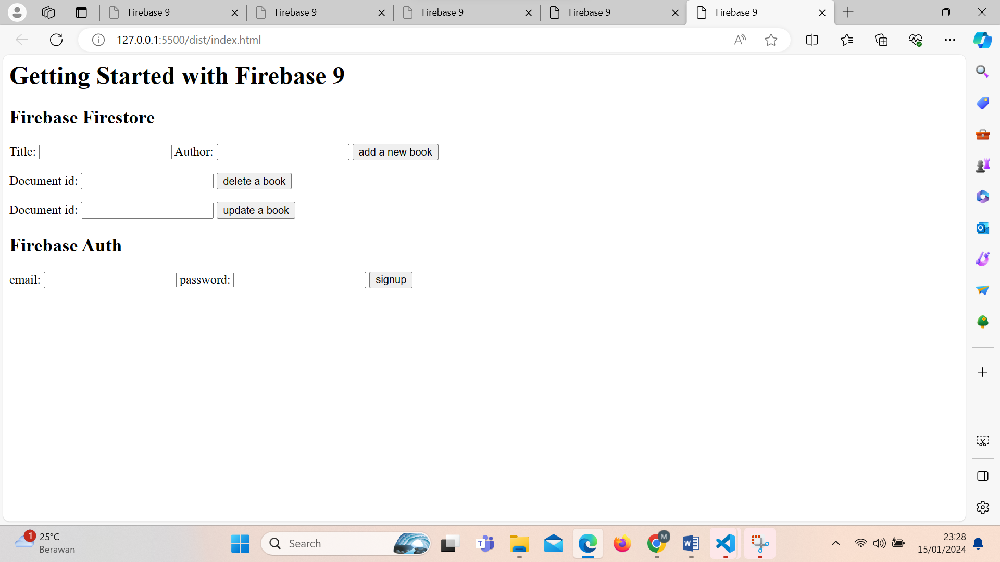 Firebase 9
Firebase 9
Firebase 9
Firebase 9
Firebase 9
127.0.0.1:5500/dist/index.html
Getting Started with Firebase 9
Firebase Firestore
Title: Author: add a new book
Document id: delete a book
Document id: update a book
Firebase Auth
email: password: signup
1
25°C
Berawan
Search
M
23:28
15/01/2024